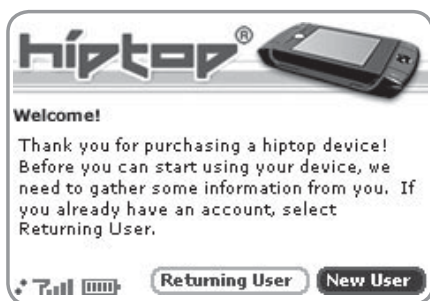 hiptop®
Welcome!
Thank you for purchasing a hiptop device!
Before you can start using your device, we
need to gather some information from you. If
you already have an account, select
Returning User.
Returning User New User